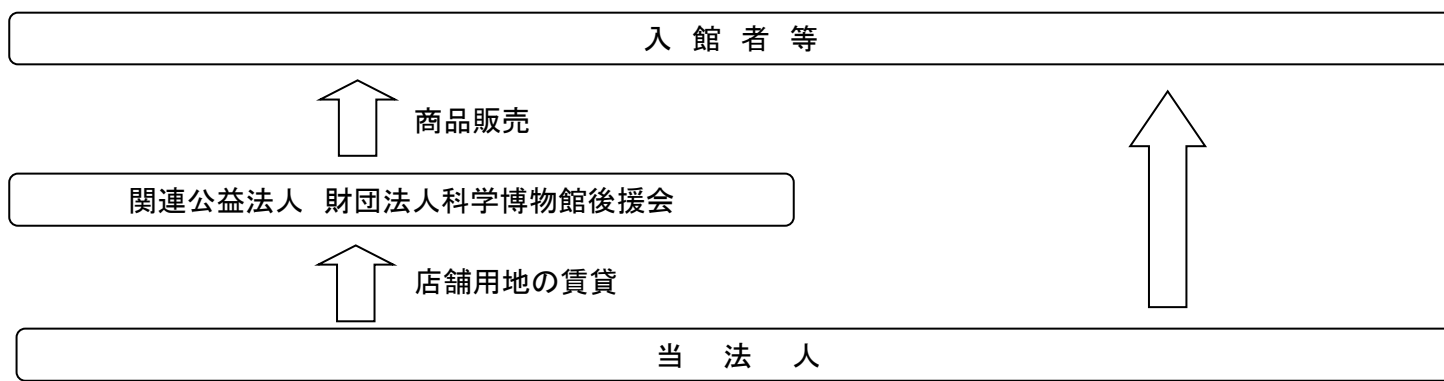 入館者等
商品販売
関連公益法人 財団法人科学博物館後援会
店舗用地の賃貸
当法人